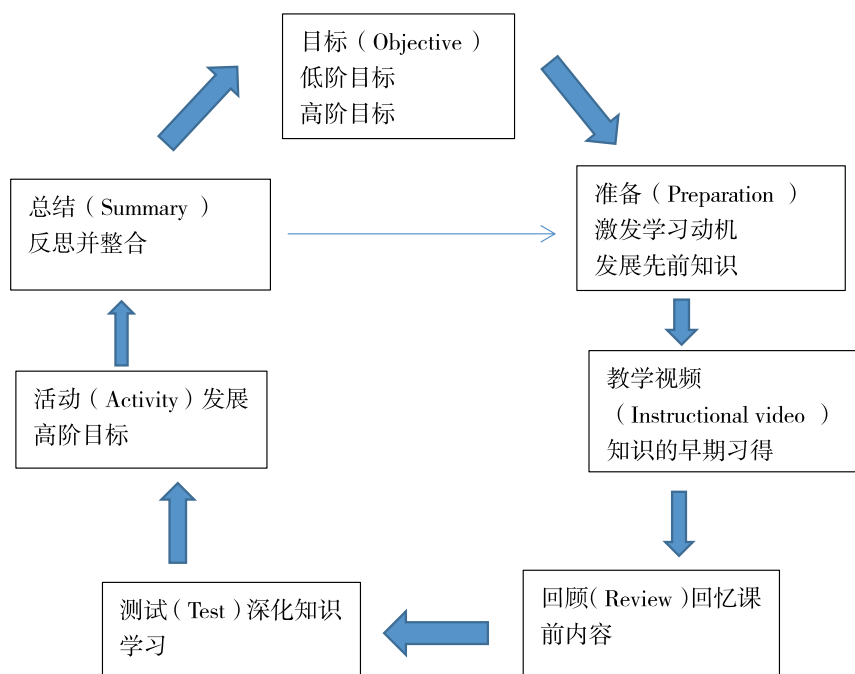 目标（Objective）
低阶目标
高阶目标
准备（Preparation）
激发学习动机
发展先前知识
教学视频
（Instructional video）
知识的早期习得
回顾（Review）回忆课
前内容
测试（Test）深化知识
学习
活动（Activity）发展
高阶目标
总结（Summary）
反思并整合